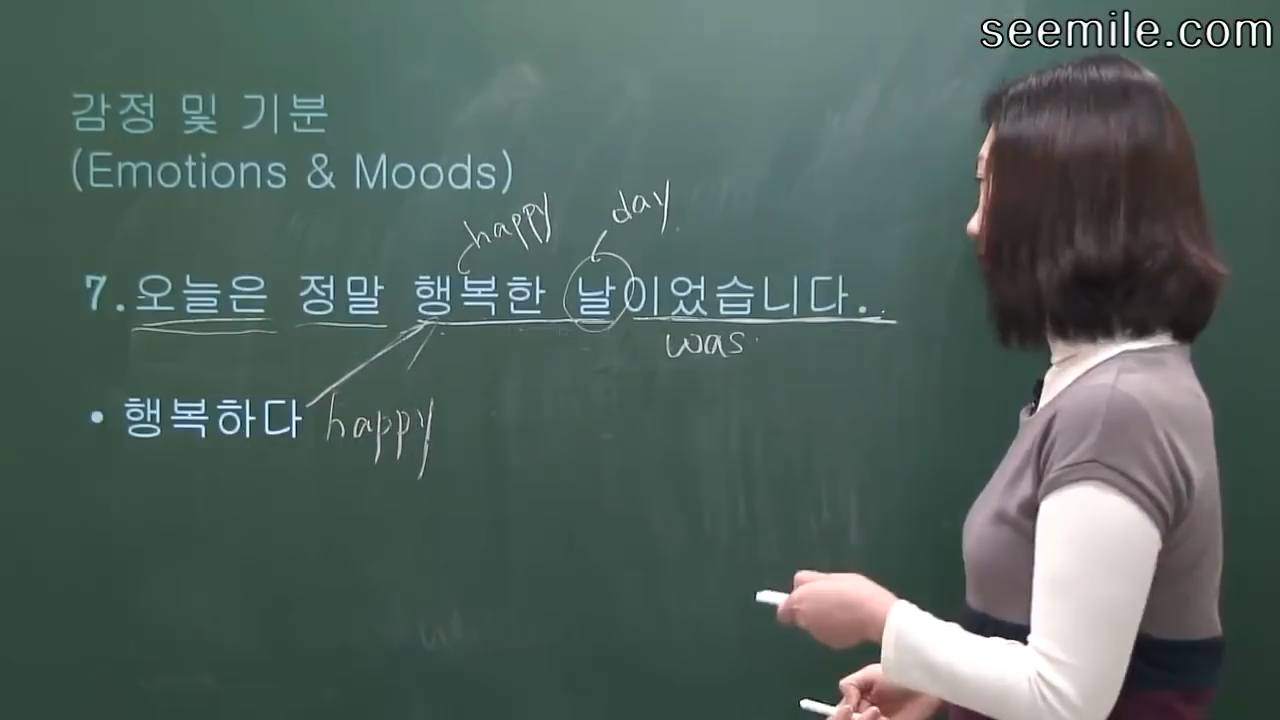 seemile.com
감정 및 기분
(Emotions & Moods)
happy
day.
7. 오늘은 정말 행복한 날이었습니다.
was
• 행복하다 happy